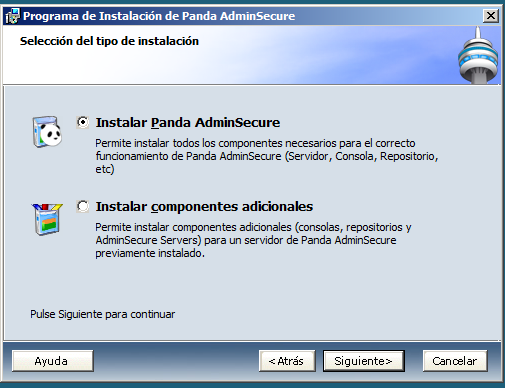 Programa de Instalación de Panda AdminSecure
Selección del tipo de instalación
Instalar Panda AdminSecure
Permite instalar todos los componentes necesarios para el correcto
funcionamiento de Panda AdminSecure (Servidor, Consola, Repositorio,
etc)
Instalar componentes adicionales
Permite instalar componentes adicionales (consolas, repositorios y
AdminSecure Servers) para un servidor de Panda AdminSecure
previamente instalado.
Pulse Siguiente para continuar
Ayuda
<Atrás
Siguiente>
Cancelar